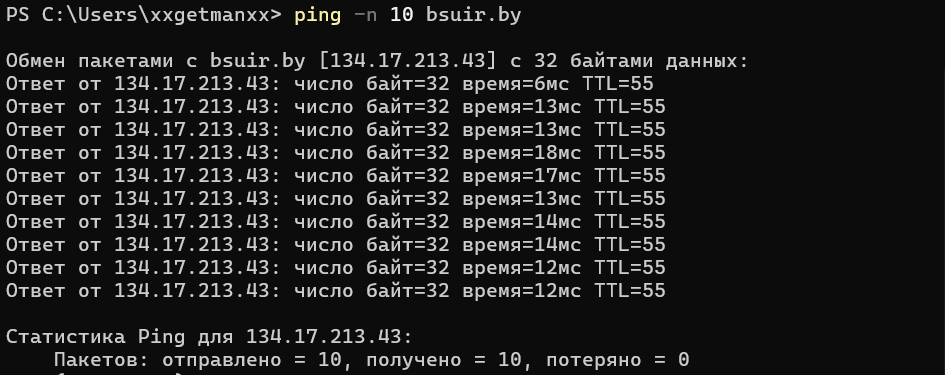 PS C:\Users\xxgetmanxx> ping -n 10 bsuir.by
Обмен пакетами с bsuir.by [134.17.213.43] с 32 байтами данных:
Ответ от 134.17.213.43: число байт=32 время=6мс TTL=55
Ответ от 134.17.213.43: число байт=32 время=13мс TTL=55
Ответ от 134.17.213.43: число байт=32 время=13мс TTL=55
Ответ от 134.17.213.43: число байт=32 время=18мс TTL=55
Ответ от 134.17.213.43: число байт=32 время=17мс TTL=55
Ответ от 134.17.213.43: число байт=32 время=13мс TTL=55
Ответ от 134.17.213.43: число байт=32 время=14мс TTL=55
Ответ от 134.17.213.43: число байт=32 время=14мс TTL=55
Ответ от 134.17.213.43: число байт=32 время=12мс TTL=55
Ответ от 134.17.213.43: число байт=32 время=12мс TTL=55
Статистика Ping для 134.17.213.43:
Пакетов: отправлено = 10, получено = 10, потеряно = 0